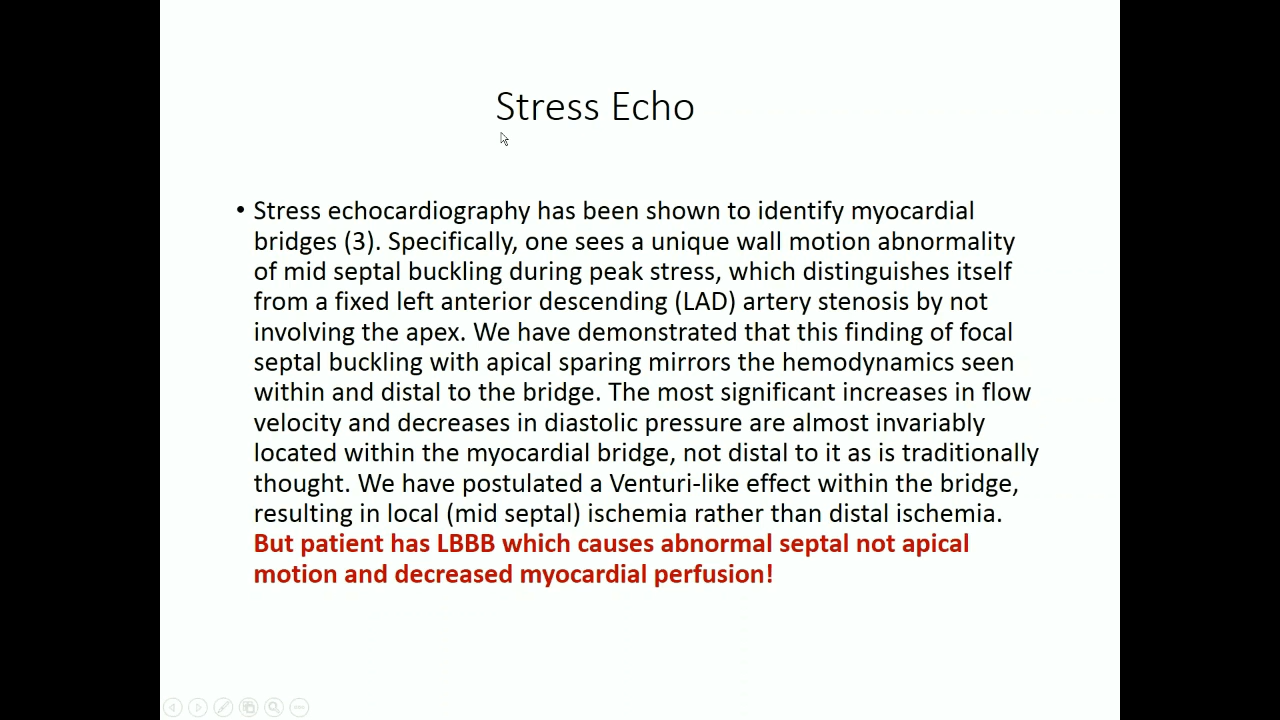 Stress Echo
• Stress echocardiography has been shown to identify myocardial
bridges (3). Specifically, one sees a unique wall motion abnormality
of mid septal buckling during peak stress, which distinguishes itself
from a fixed left anterior descending (LAD) artery stenosis by not
involving the apex. We have demonstrated that this finding of focal
septal buckling with apical sparing mirrors the hemodynamics seen
within and distal to the bridge. The most significant increases in flow
velocity and decreases in diastolic pressure are almost invariably
located within the myocardial bridge, not distal to it as is traditionally
thought. We have postulated a Venturi-like effect within the bridge,
resulting in local (mid septal) ischemia rather than distal ischemia.
But patient has LBBB which causes abnormal septal not apical
motion and decreased myocardial perfusion!